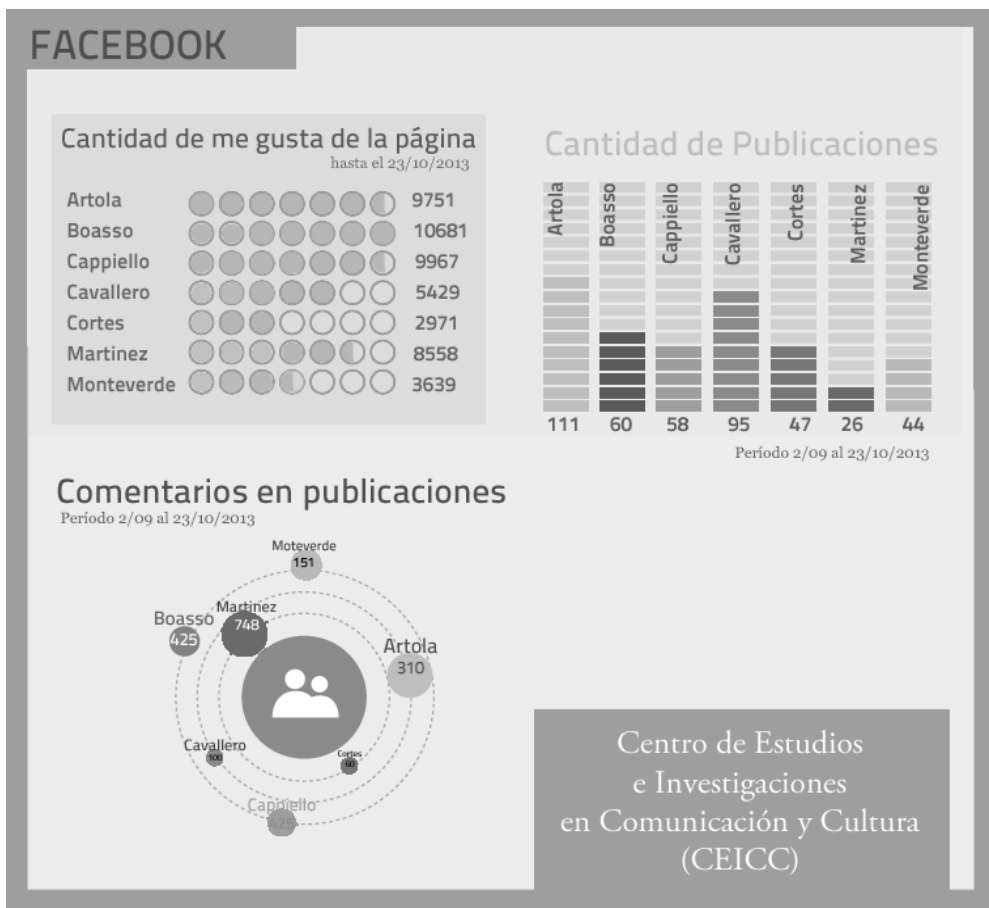 FACEBOOK
Cantidad de me gusta de la página
hasta el 23/10/2013
Artola 9751
Boasso 10681
Cappiello 9967
Cavallero 5429
Cortes 2971
Martinez 8558
Monteverde 3639
Cantidad de Publicaciones
Artola
Boasso
Cappiello
Cavallero
Cortes
Martinez
Monteverde
111 60 58 95 47 26 44
Período 2/09 al 23/10/2013
Comentarios en publicaciones
Período 2/09 al 23/10/2013
Moteverde
151
Martinez
748
Boasso
425
Artola
310
Cavallero
100
Cortes
60
Cappiello
425
Centro de Estudios
e Investigaciones
en Comunicación y Cultura
(CEICC)